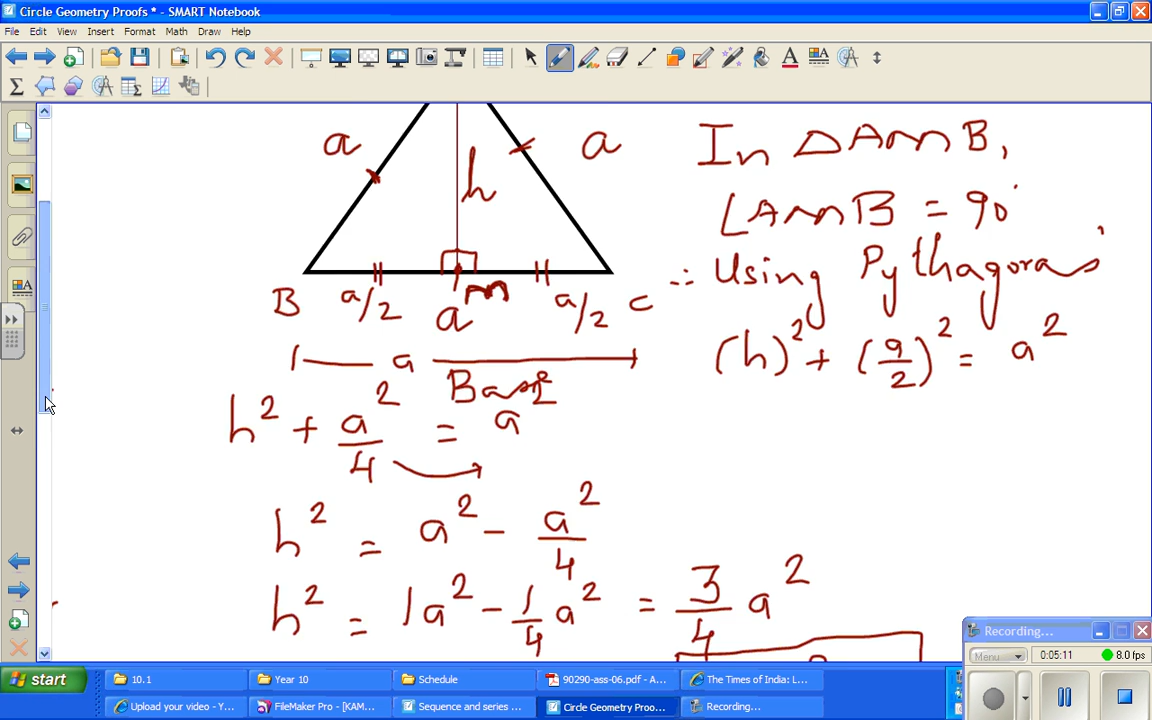 Circle Geometry Proofs * - SMART Notebook
File Edit View Insert Format Math Draw Help
a
a
h
In △AmB,
∠AmB = 90°
∴ Using Pythagoras'
(h)² + (a/2)² = a²
B a/2 m a/2 C
a
a
Base
h² + a²/4 = a²
h² = a² - a²/4
h² = 1a² - 1/4 a² = 3/4 a²
Recording...
Menu
0:05:11
8.0 fps
start
10.1
Year 10
Schedule
90290-ass-06.pdf - A...
The Times of India: L...
Upload your video - Y...
FileMaker Pro - [KAM...
Sequence and series ...
Circle Geometry Proo...
Recording...